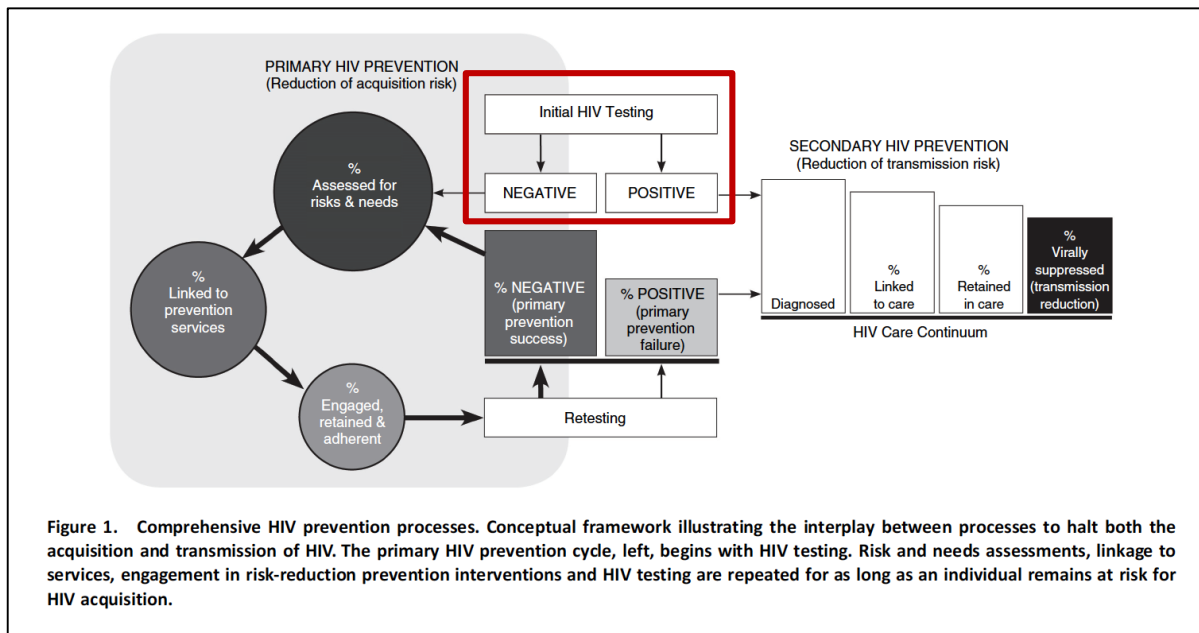 PRIMARY HIV PREVENTION
(Reduction of acquisition risk)
Initial HIV Testing
NEGATIVE
POSITIVE
%
Assessed for
risks & needs
%
Linked to
prevention
services
%
Engaged,
retained &
adherent
% NEGATIVE
(primary
prevention
success)
% POSITIVE
(primary
prevention
failure)
Retesting
SECONDARY HIV PREVENTION
(Reduction of transmission risk)
Diagnosed
%
Linked
to care
%
Retained
in care
%
Virally
suppressed
(transmission
reduction)
HIV Care Continuum
Figure 1. Comprehensive HIV prevention processes. Conceptual framework illustrating the interplay between processes to halt both the
acquisition and transmission of HIV. The primary HIV prevention cycle, left, begins with HIV testing. Risk and needs assessments, linkage to
services, engagement in risk-reduction prevention interventions and HIV testing are repeated for as long as an individual remains at risk for
HIV acquisition.